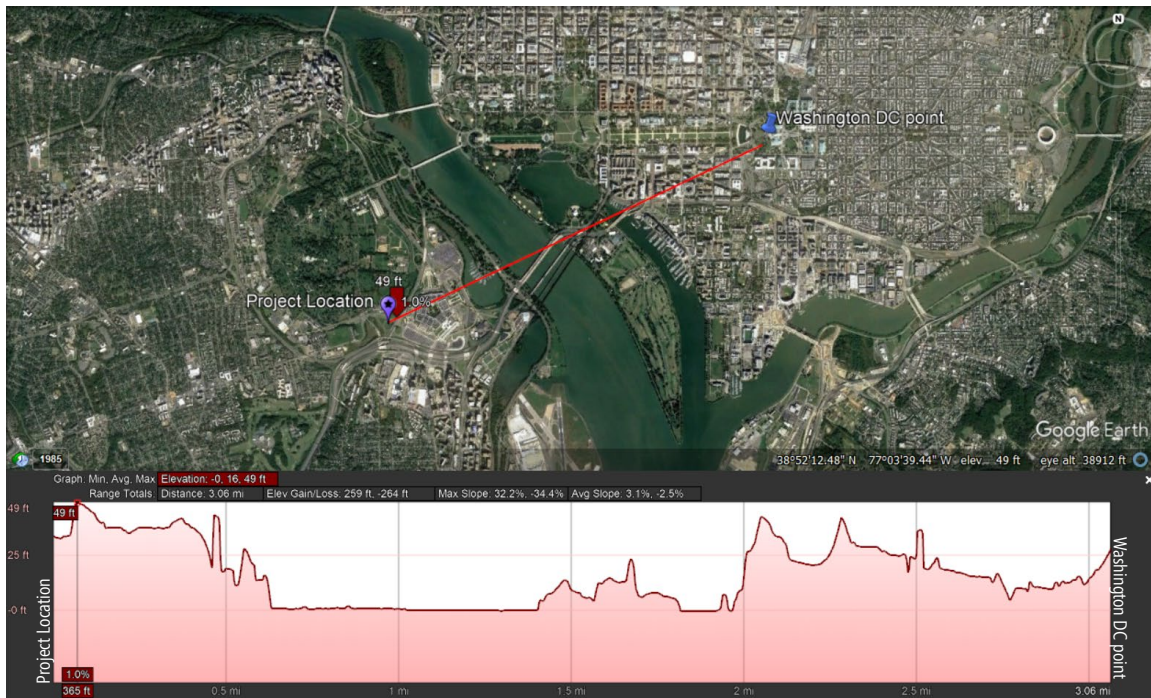 N
Washington DC point
49 ft
Project Location
1.0%
Google Earth
1985
38°52'12.48" N 77°03'39.44" W elev... 49 ft eye alt 38912 ft
Graph: Min, Avg, Max Elevation: -0, 16, 49 ft
Range Totals: Distance: 3.06 mi Elev Gain/Loss: 259 ft, -264 ft Max Slope: 32.2%, -34.4% Avg Slope: 3.1%, -2.5%
49 ft
49 ft
25 ft
-0 ft
Project Location
Washington DC point
1.0%
365 ft 0.5 mi 1 mi 1.5 mi 2 mi 2.5 mi 3.06 mi